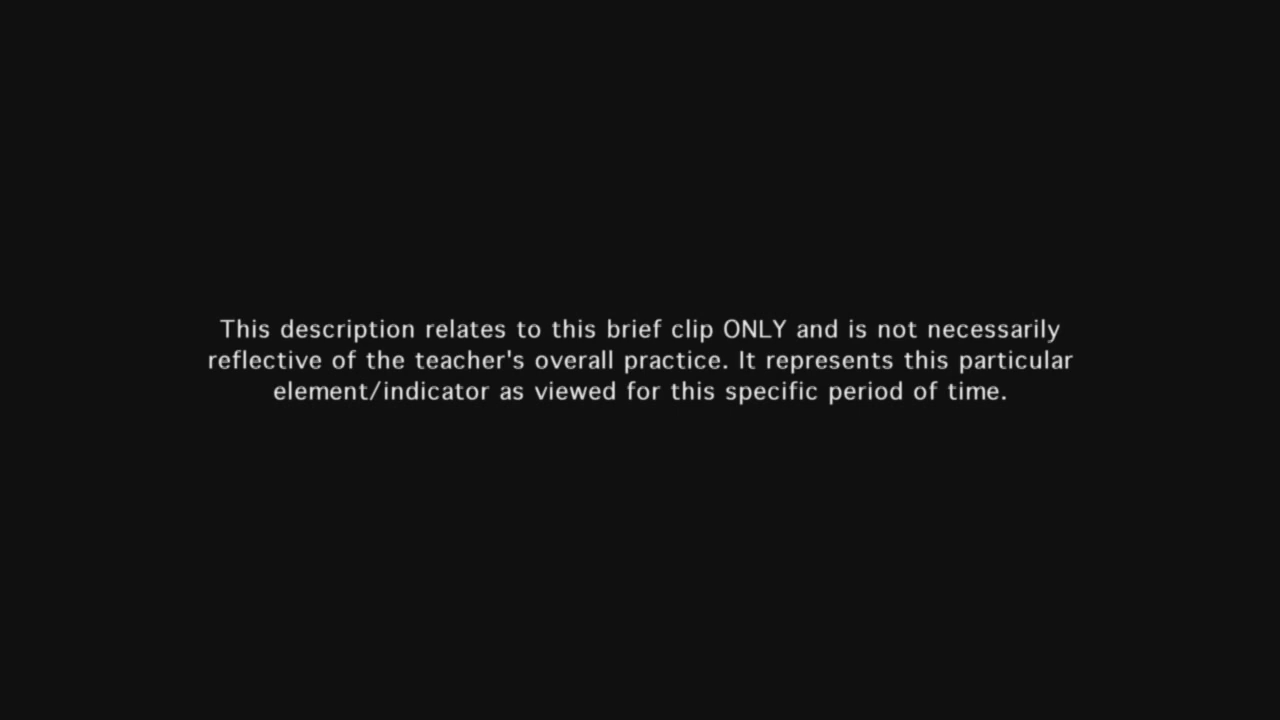 This description relates to this brief clip ONLY and is not necessarily
reflective of the teacher's overall practice. It represents this particular
element/indicator as viewed for this specific period of time.